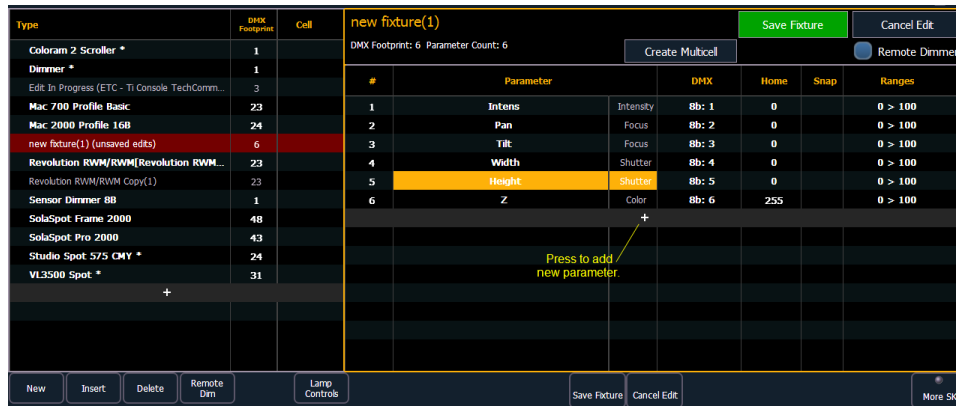 Type DMX Footprint Cell
Coloram 2 Scroller * 1
Dimmer * 1
Edit In Progress (ETC - Ti Console TechComm... 3
Mac 700 Profile Basic 23
Mac 2000 Profile 16B 24
new fixture(1) (unsaved edits) 6
Revolution RWM/RWM[Revolution RWM... 23
Revolution RWM/RWM Copy(1) 23
Sensor Dimmer 8B 1
SolaSpot Frame 2000 48
SolaSpot Pro 2000 43
Studio Spot 575 CMY * 24
VL3500 Spot * 31
+
new fixture(1) Save Fixture Cancel Edit
DMX Footprint: 6 Parameter Count: 6 Create Multicell Remote Dimmer
# Parameter DMX Home Snap Ranges
1 Intens Intensity 8b: 1 0 0 > 100
2 Pan Focus 8b: 2 0 0 > 100
3 Tilt Focus 8b: 3 0 0 > 100
4 Width Shutter 8b: 4 0 0 > 100
5 Height Shutter 8b: 5 0 0 > 100
6 Z Color 8b: 6 255 0 > 100
+
Press to add
new parameter.
New Insert Delete Remote Dim Lamp Controls Save Fixture Cancel Edit More SK